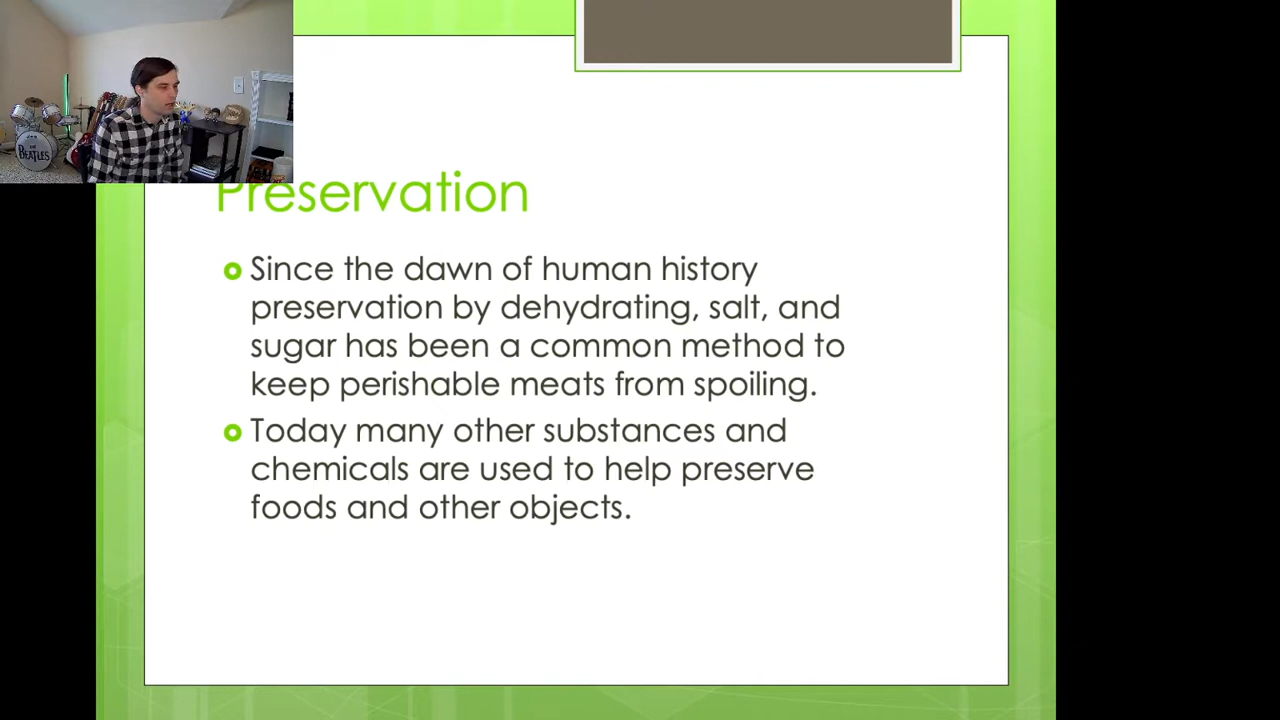 THE
BEATLES
Preservation
Since the dawn of human history
preservation by dehydrating, salt, and
sugar has been a common method to
keep perishable meats from spoiling.
Today many other substances and
chemicals are used to help preserve
foods and other objects.